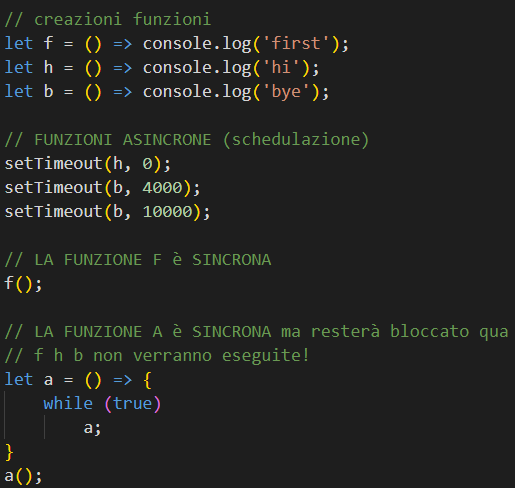 // creazioni funzioni
let f = () => console.log('first');
let h = () => console.log('hi');
let b = () => console.log('bye');
// FUNZIONI ASINCRONE (schedulazione)
setTimeout(h, 0);
setTimeout(b, 4000);
setTimeout(b, 10000);
// LA FUNZIONE F è SINCRONA
f();
// LA FUNZIONE A è SINCRONA ma resterà bloccato qua
// f h b non verranno eseguite!
let a = () => {
    while (true)
        a;
}
a();